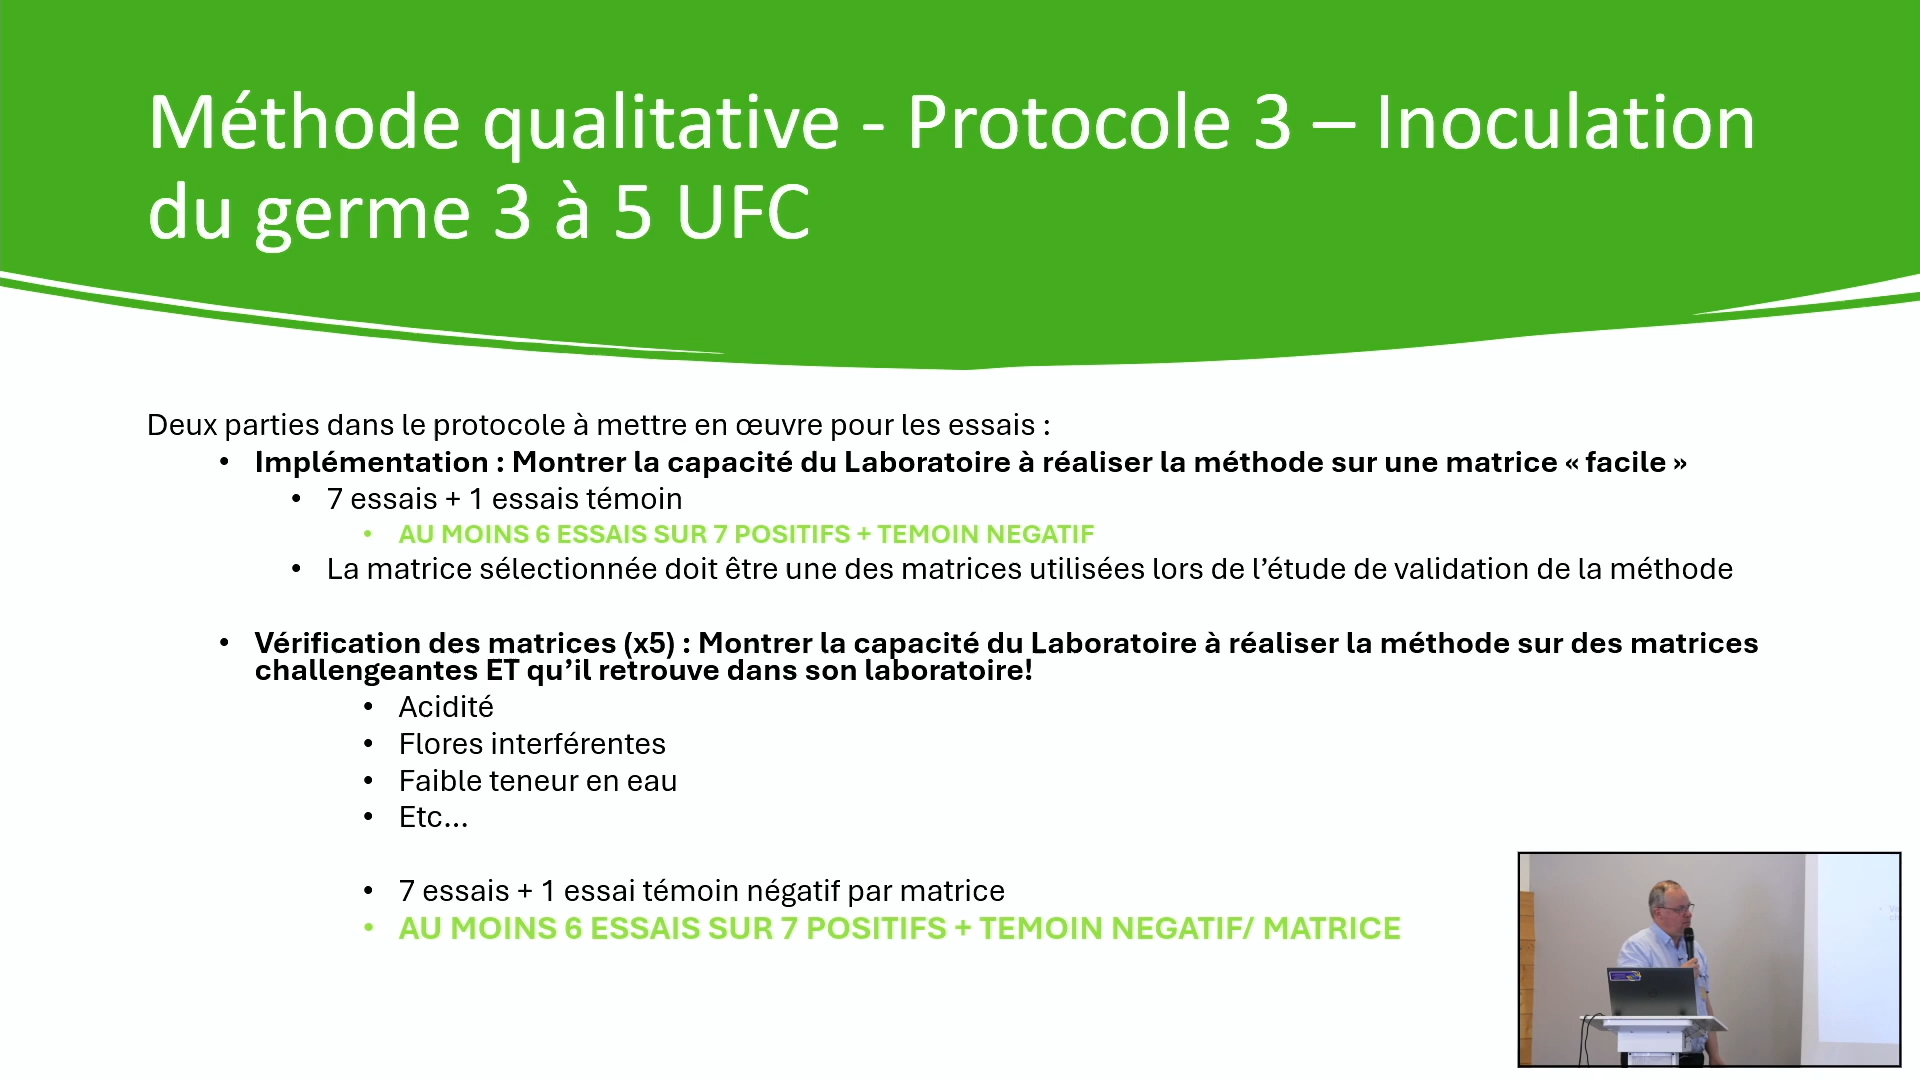 Méthode qualitative - Protocole 3 – Inoculation
du germe 3 à 5 UFC
Deux parties dans le protocole à mettre en œuvre pour les essais :
• Implémentation : Montrer la capacité du Laboratoire à réaliser la méthode sur une matrice « facile »
• 7 essais + 1 essais témoin
• AU MOINS 6 ESSAIS SUR 7 POSITIFS + TEMOIN NEGATIF
• La matrice sélectionnée doit être une des matrices utilisées lors de l’étude de validation de la méthode
• Vérification des matrices (x5) : Montrer la capacité du Laboratoire à réaliser la méthode sur des matrices
challengeantes ET qu’il retrouve dans son laboratoire!
• Acidité
• Flores interférentes
• Faible teneur en eau
• Etc…
• 7 essais + 1 essai témoin négatif par matrice
• AU MOINS 6 ESSAIS SUR 7 POSITIFS + TEMOIN NEGATIF/ MATRICE